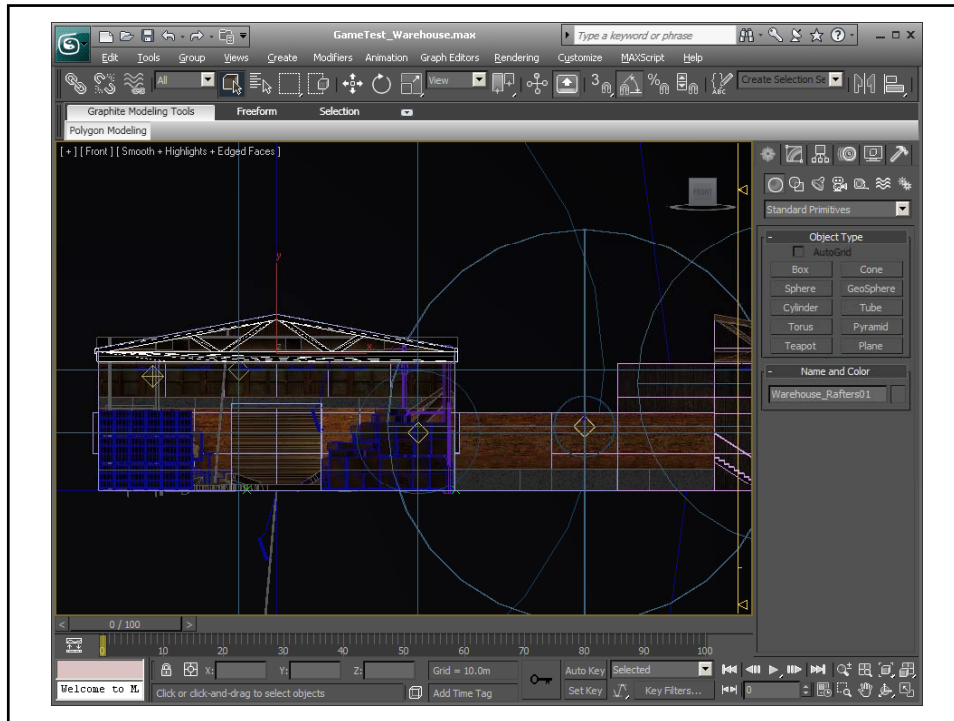 GameTest_Warehouse.max
Type a keyword or phrase
Edit Tools Group Views Create Modifiers Animation Graph Editors Rendering Customize MAXScript Help
All
View
3
%
ABC
Create Selection Se
Graphite Modeling Tools Freeform Selection
Polygon Modeling
[ + ] [ Front ] [ Smooth + Highlights + Edged Faces ]
FRONT
y
z
x
Standard Primitives
- Object Type
AutoGrid
Box Cone
Sphere GeoSphere
Cylinder Tube
Torus Pyramid
Teapot Plane
- Name and Color
Warehouse_Rafters01
< 0 / 100 >
0 10 20 30 40 50 60 70 80 90 100
X: Y: Z: Grid = 10.0m Auto Key Selected
Welcome to M. Click or click-and-drag to select objects Add Time Tag Set Key Key Filters... 0